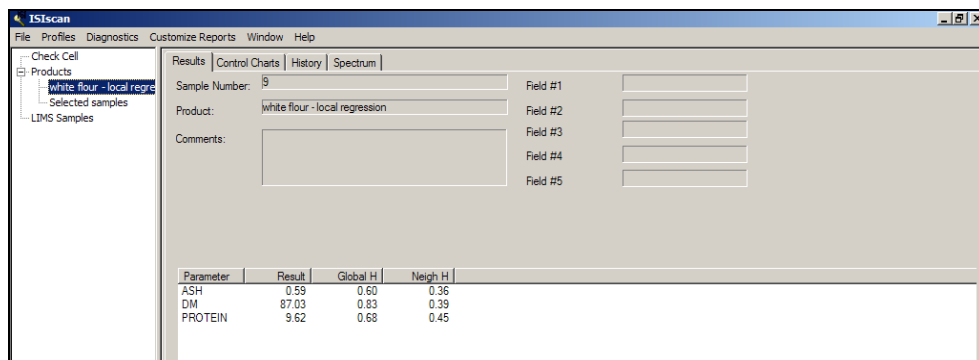 ISIscan
File Profiles Diagnostics Customize Reports Window Help
Check Cell
Products
white flour - local regre
Selected samples
LIMS Samples
Results Control Charts History Spectrum
Sample Number: 9
Product: white flour - local regression
Comments:
Field #1
Field #2
Field #3
Field #4
Field #5
Parameter Result Global H Neigh H
ASH 0.59 0.60 0.36
DM 87.03 0.83 0.39
PROTEIN 9.62 0.68 0.45